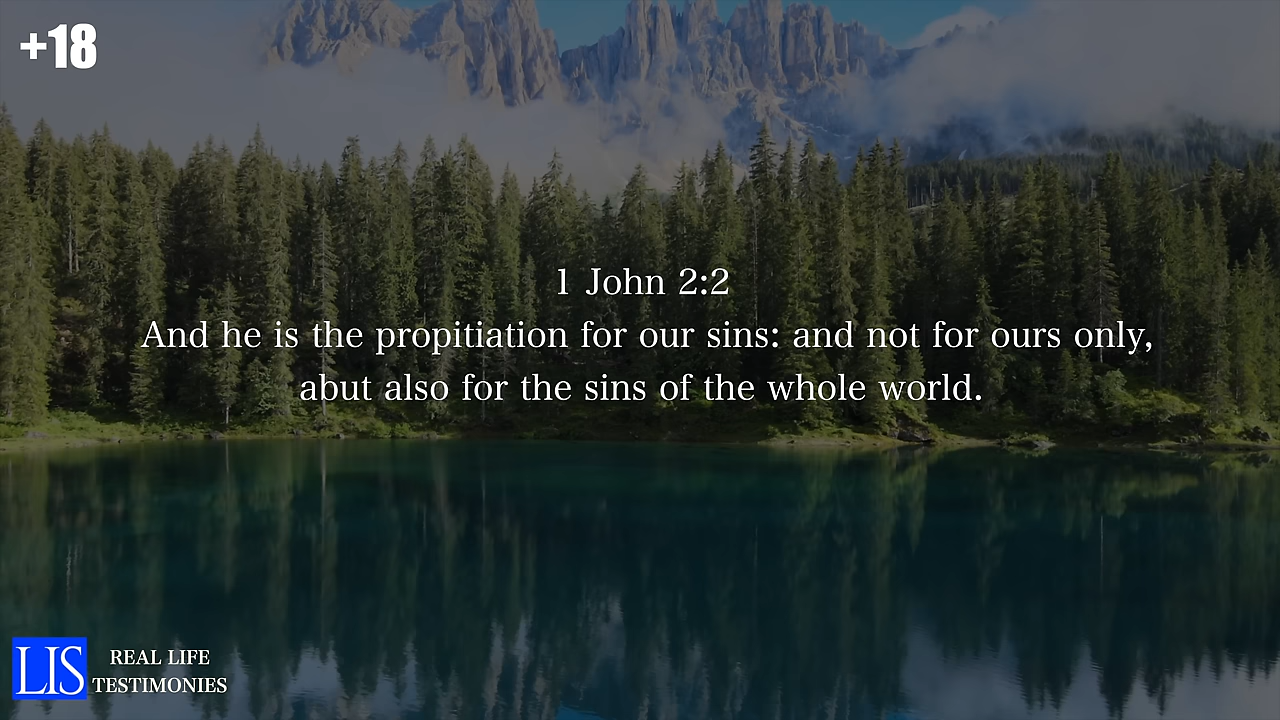 +18
1 John 2:2
And he is the propitiation for our sins: and not for ours only,
abut also for the sins of the whole world.
LIS
REAL LIFE
TESTIMONIES